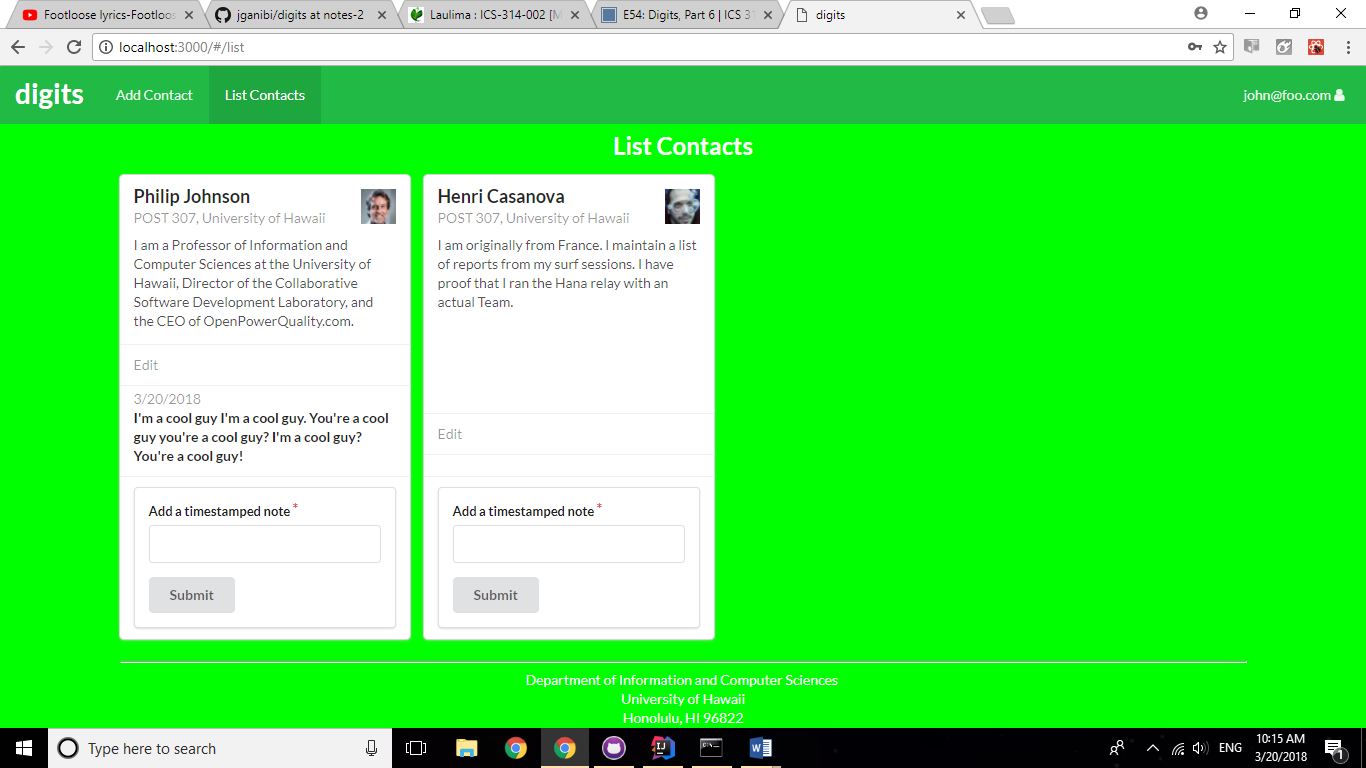 Footloose lyrics-Footloos
jganibi/digits at notes-2
Laulima : ICS-314-002 [M
E54: Digits, Part 6 | ICS 31
digits
localhost:3000/#/list
digits
Add Contact
List Contacts
john@foo.com
List Contacts
Philip Johnson
POST 307, University of Hawaii
I am a Professor of Information and
Computer Sciences at the University of
Hawaii, Director of the Collaborative
Software Development Laboratory, and
the CEO of OpenPowerQuality.com.
Edit
3/20/2018
I'm a cool guy I'm a cool guy. You're a cool
guy you're a cool guy? I'm a cool guy?
You're a cool guy!
Add a timestamped note *
Submit
Henri Casanova
POST 307, University of Hawaii
I am originally from France. I maintain a list
of reports from my surf sessions. I have
proof that I ran the Hana relay with an
actual Team.
Edit
Add a timestamped note *
Submit
Department of Information and Computer Sciences
University of Hawaii
Honolulu, HI 96822
Type here to search
ENG
10:15 AM
3/20/2018
1